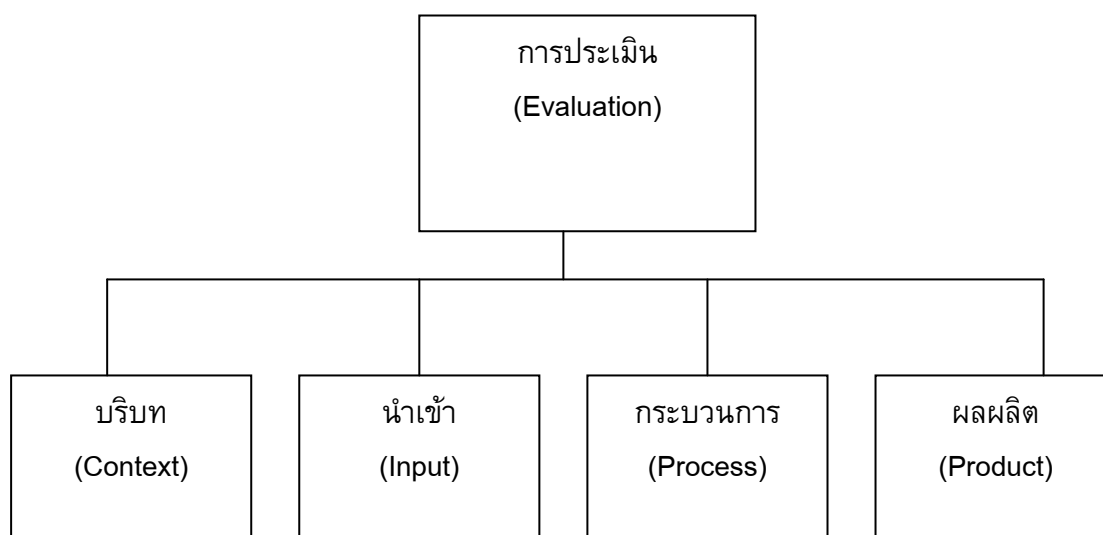 การประเมิน
(Evaluation)
บริบท
(Context)
นำเข้า
(Input)
กระบวนการ
(Process)
ผลผลิต
(Product)